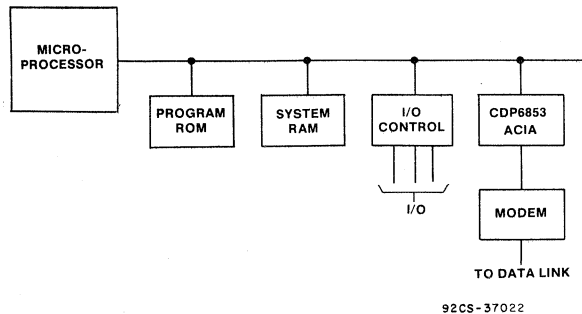 MICRO-
PROCESSOR
PROGRAM
ROM
SYSTEM
RAM
I/O
CONTROL
CDP6853
ACIA
I/O
MODEM
TO DATA LINK
92CS-37022